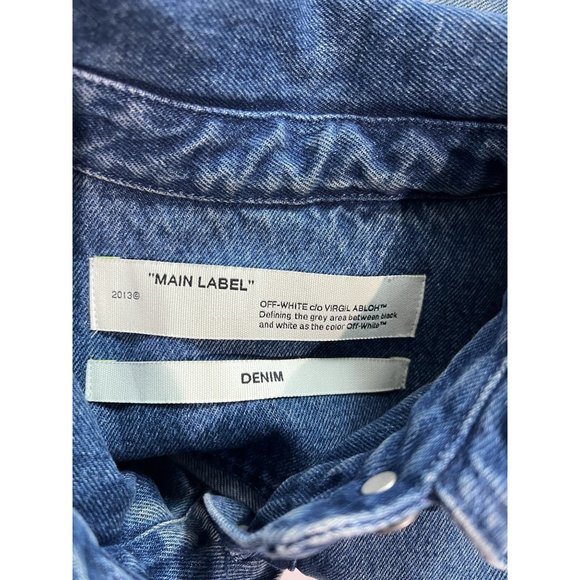 "MAIN LABEL"
2013©
OFF-WHITE c/o VIRGIL ABLOH™
Defining the grey area between black
and white as the color Off-White™
DENIM